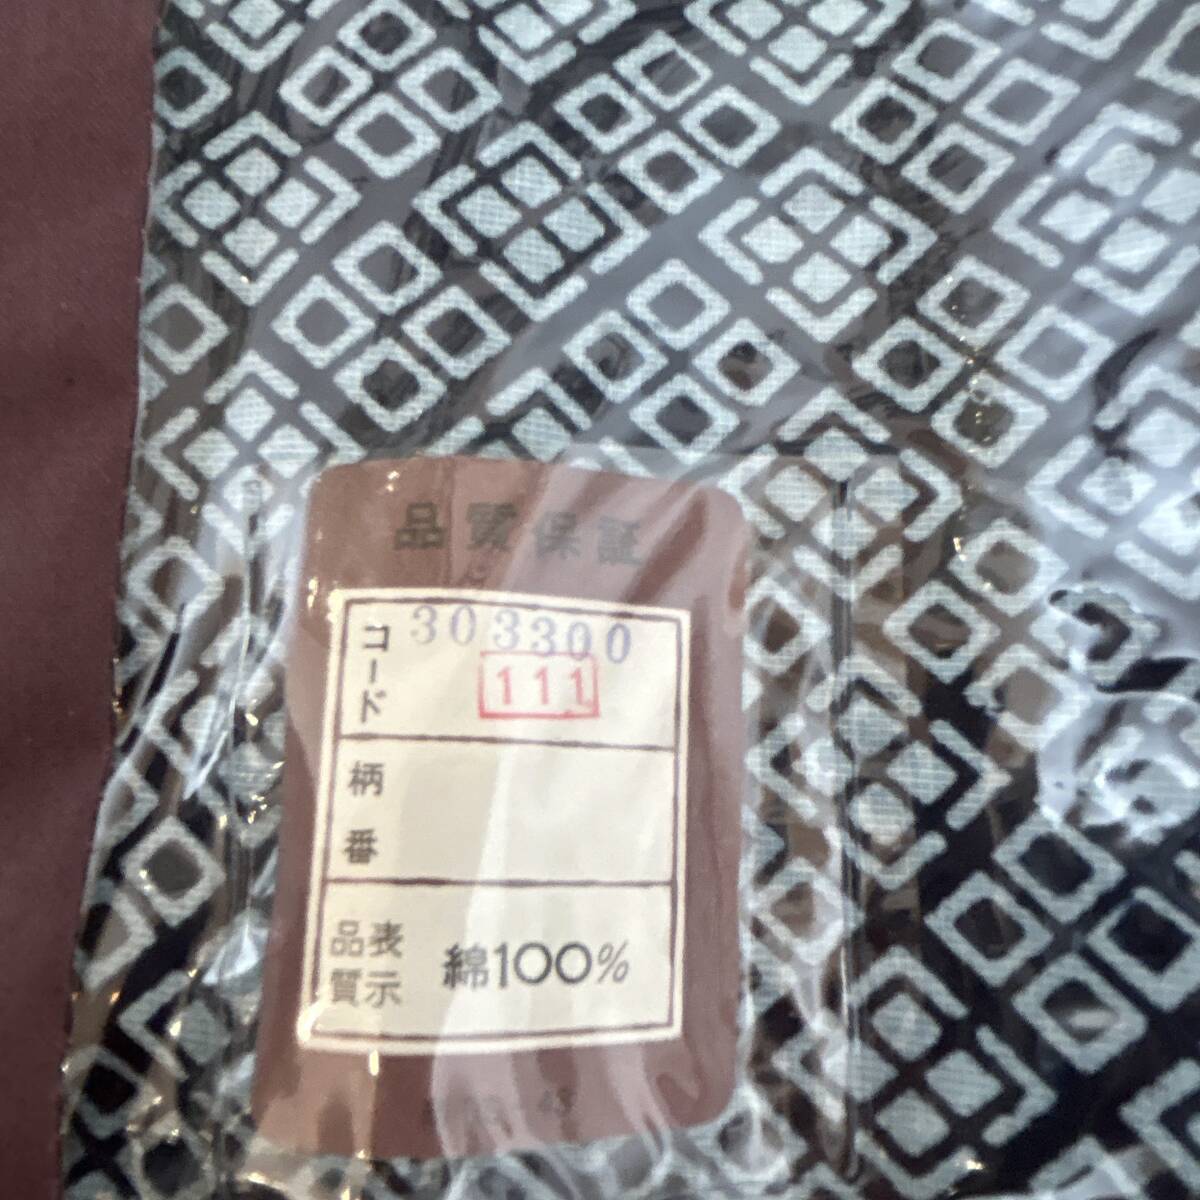 品質保証
コード 303300
111
柄番
品質表示 綿100%